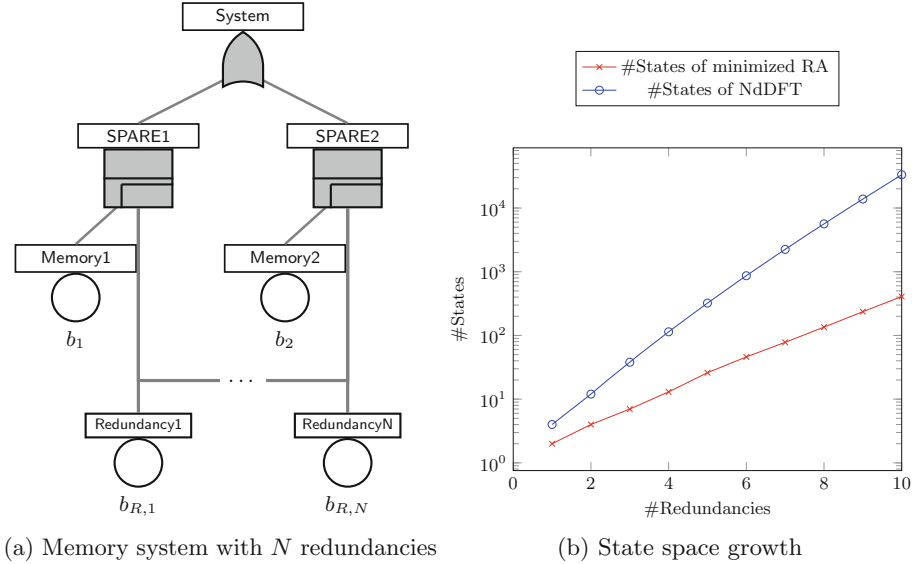 System
SPARE1
SPARE2
Memory1
Memory2
b1
b2
...
Redundancy1
RedundancyN
bR,1
bR,N
(a) Memory system with N redundancies
#States of minimized RA
#States of NdDFT
10^4
10^3
10^2
10^1
10^0
#States
0 2 4 6 8 10
#Redundancies
(b) State space growth